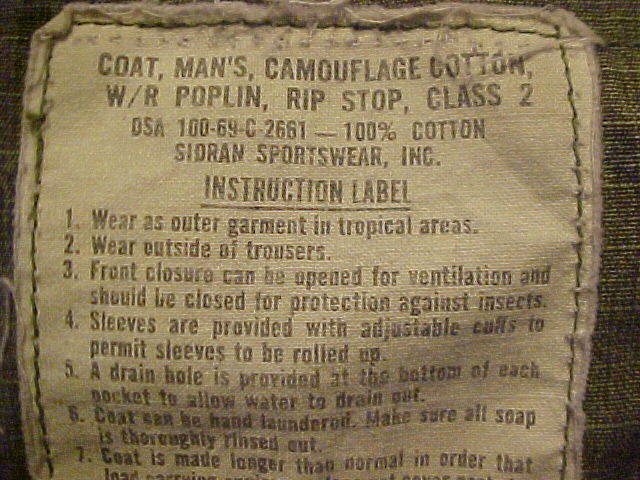 COAT, MAN'S, CAMOUFLAGE COTTON,
W/R POPLIN, RIP STOP, CLASS 2
DSA 100-69-C-2661 — 100% COTTON
SIDRAN SPORTSWEAR, INC.
INSTRUCTION LABEL
1. Wear as outer garment in tropical areas.
2. Wear outside of trousers.
3. Front closure can be opened for ventilation and
should be closed for protection against insects.
4. Sleeves are provided with adjustable cuffs to
permit sleeves to be rolled up.
5. A drain hole is provided at the bottom of each
pocket to allow water to drain out.
6. Coat can be hand laundered. Make sure all soap
is thoroughly rinsed out.
7. Coat is made longer than normal in order that
load carrying